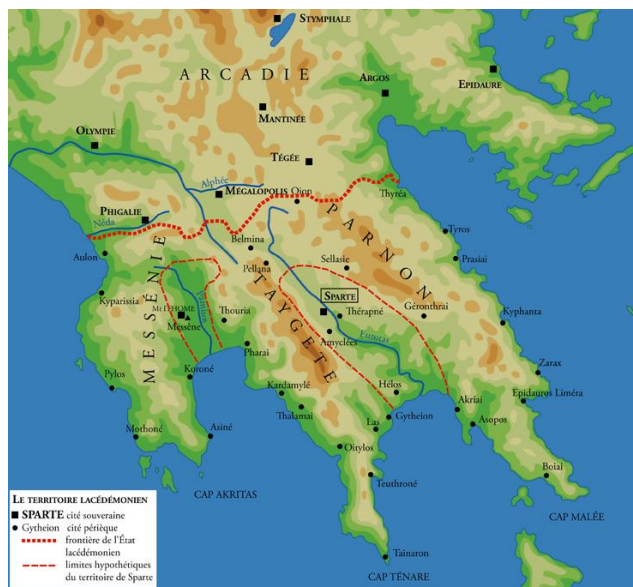 STYMPHALE
ARCADIE
ARGOS
EPIDAURE
MANTINÉE
OLYMPIE
TÉGÉE
Alphée
MÉGALOPOLIS
Oion
Thyréa
PHIGALIE
Néda
PARNON
Aulon
Belmina
Tyros
Pellana
Sellasie
Prasiai
MESSÉNIE
TAYGETE
Kyparissia
SPARTE
Thérapné
Géronthrai
Kyphanta
Mt ITHOME
Messène
Thouria
Amyclées
Eurotas
Pharai
Zarax
Koroné
Pylos
Kardamylé
Hélos
Epidauros Liméra
Thalamai
Las
Gytheion
Akriai
Asopos
Mothoné
Asiné
Oitylos
Boiai
Teuthroné
CAP AKRITAS
CAP MALÉE
Tainaron
CAP TÉNARE
LE TERRITOIRE LACÉDÉMONIEN
SPARTE cité souveraine
Gytheion cité périèque
frontière de l'État
lacédémonien
limites hypothétiques
du territoire de Sparte